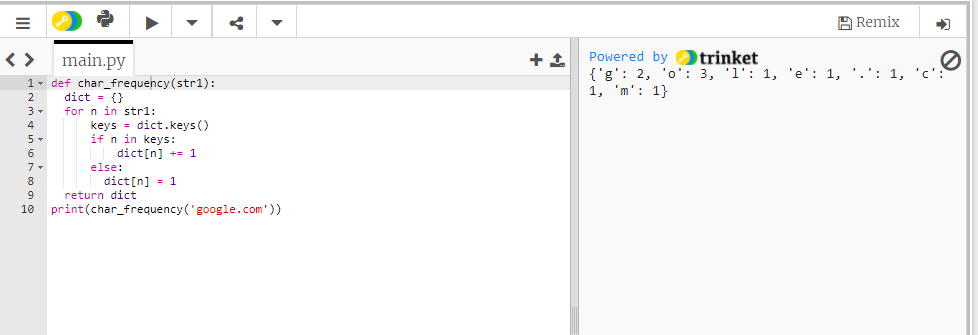 Remix
main.py
1 def char_frequency(str1):
2   dict = {}
3   for n in str1:
4       keys = dict.keys()
5       if n in keys:
6           dict[n] += 1
7       else:
8         dict[n] = 1
9   return dict
10 print(char_frequency('google.com'))
Powered by trinket
{'g': 2, 'o': 3, 'l': 1, 'e': 1, '.': 1, 'c':
1, 'm': 1}